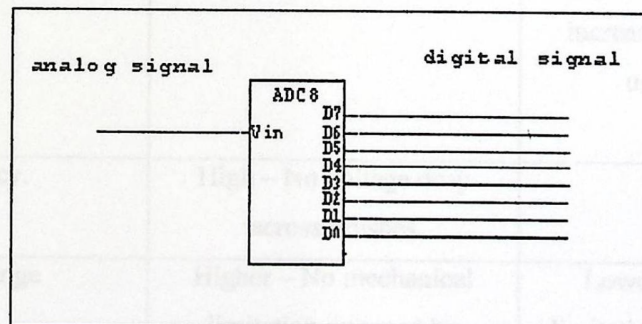 analog signal
digital signal
ADC8
Vin
D7
D6
D5
D4
D3
D2
D1
D0
High – No
across
Higher – No mechanical